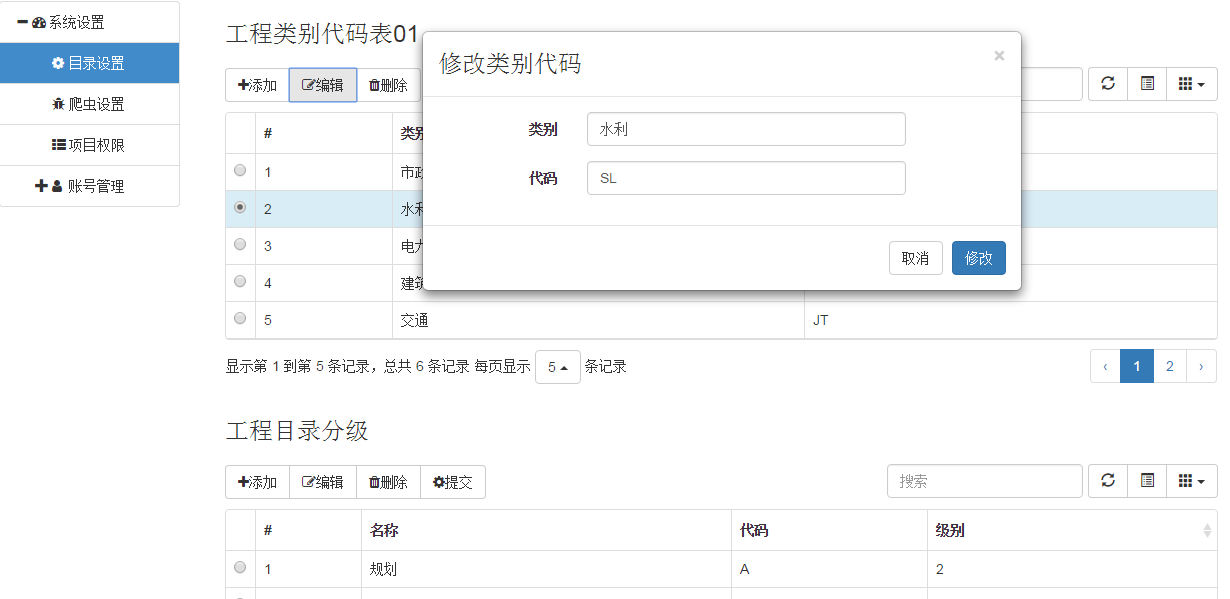 系统设置
目录设置
爬虫设置
项目权限
账号管理
工程类别代码表01
添加 编辑 删除
# 类别
1 市政
2 水利
3 电力
4 建筑
5 交通 JT
显示第 1 到第 5 条记录，总共 6 条记录 每页显示 5 条记录
‹ 1 2 ›
修改类别代码 ×
类别 水利
代码 SL
取消 修改
工程目录分级
添加 编辑 删除 提交 搜索
# 名称 代码 级别
1 规划 A 2